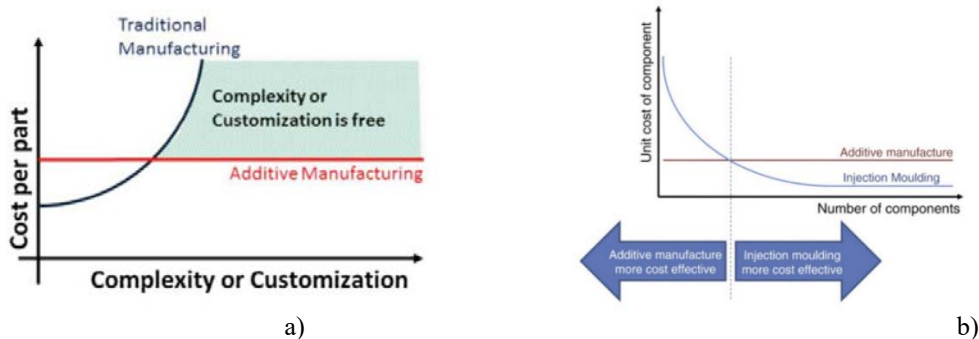 Traditional
Manufacturing
Complexity or
Customization is free
Additive Manufacturing
Cost per part
Complexity or Customization
a)
Unit cost of component
Additive manufacture
Injection Moulding
Number of components
Additive manufacture
more cost effective
Injection moulding
more cost effective
b)